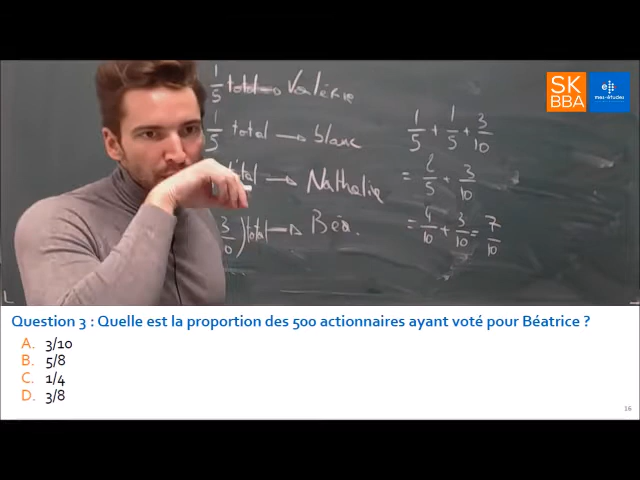 1/5 total → Valérie
1/5 total → blanc
total → Nathalie
total → Béa.
1/5 + 1/5 + 3/10
= 2/5 + 3/10
= 4/10 + 3/10 = 7/10
SK
BBA
mes-études
Question 3 : Quelle est la proportion des 500 actionnaires ayant voté pour Béatrice ?
A. 3/10
B. 5/8
C. 1/4
D. 3/8
16